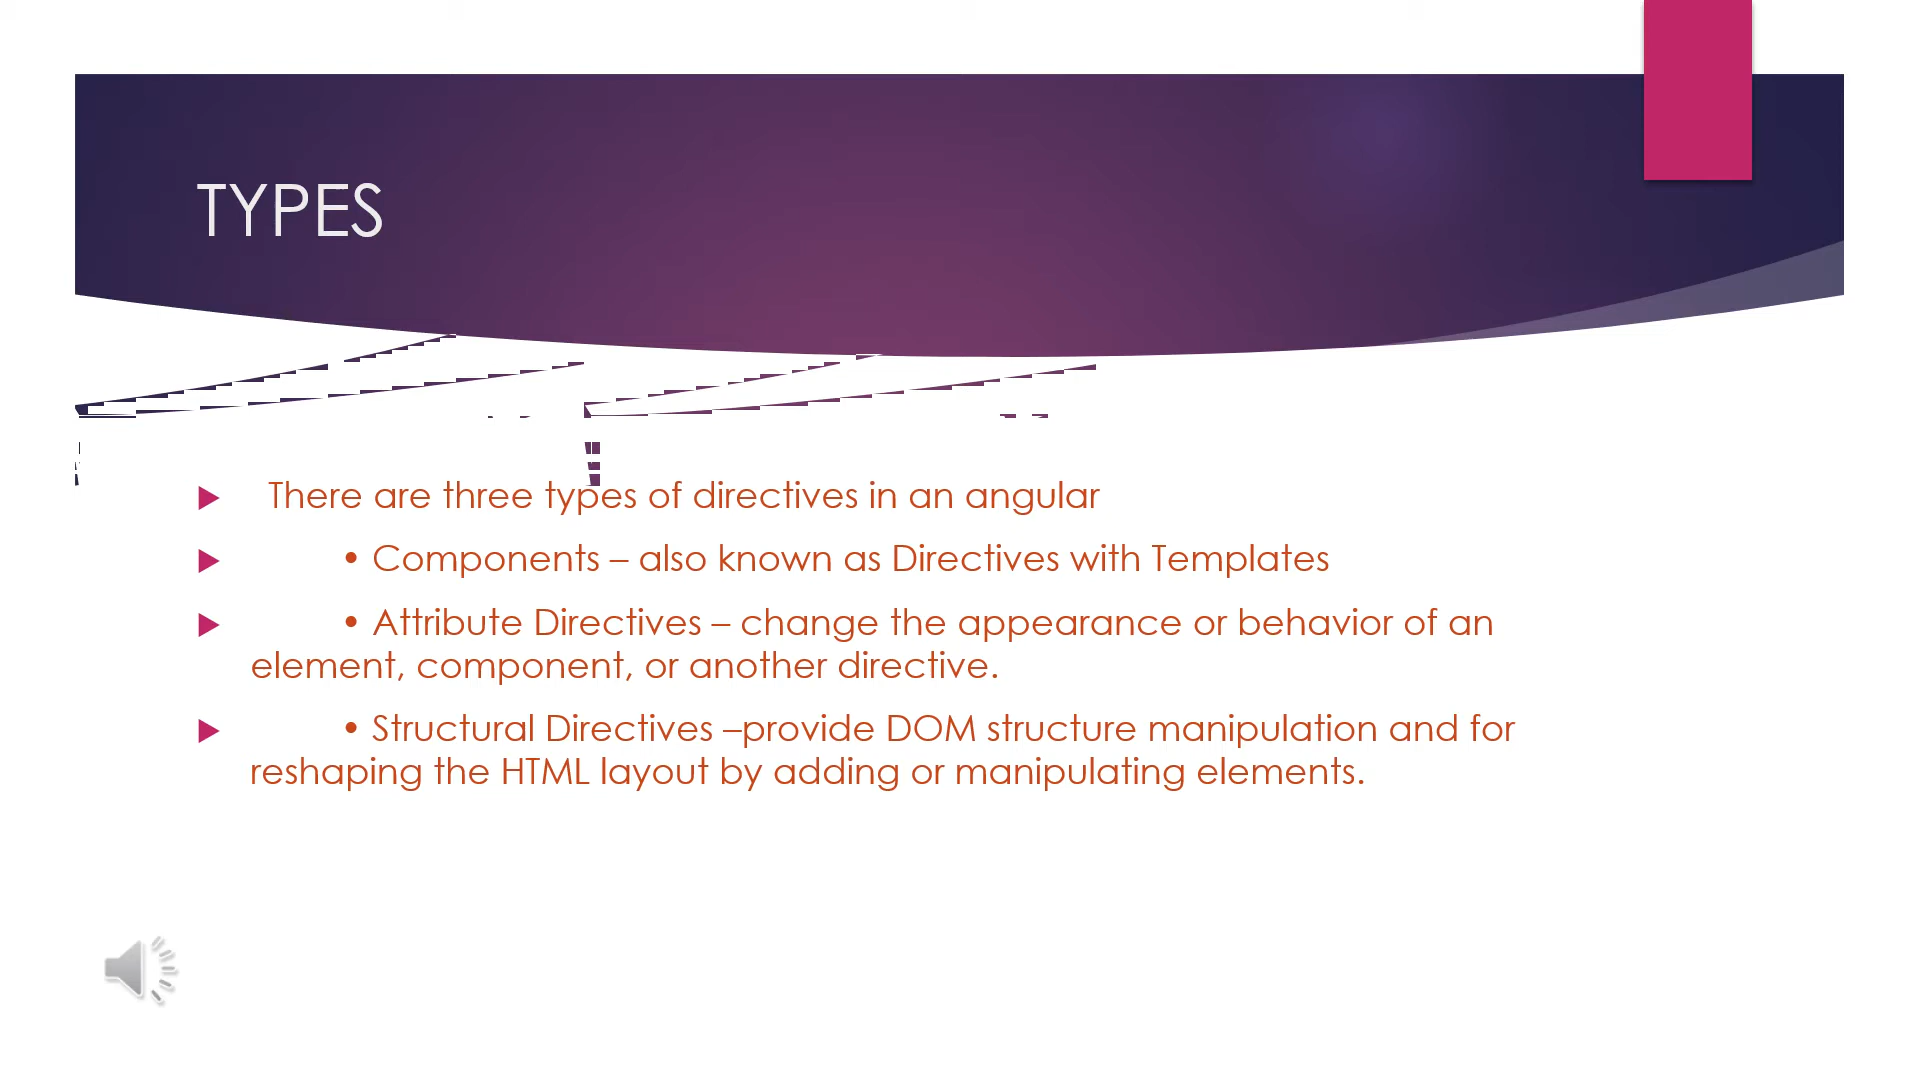 TYPES
There are three types of directives in an angular
• Components – also known as Directives with Templates
• Attribute Directives – change the appearance or behavior of an
element, component, or another directive.
• Structural Directives –provide DOM structure manipulation and for
reshaping the HTML layout by adding or manipulating elements.